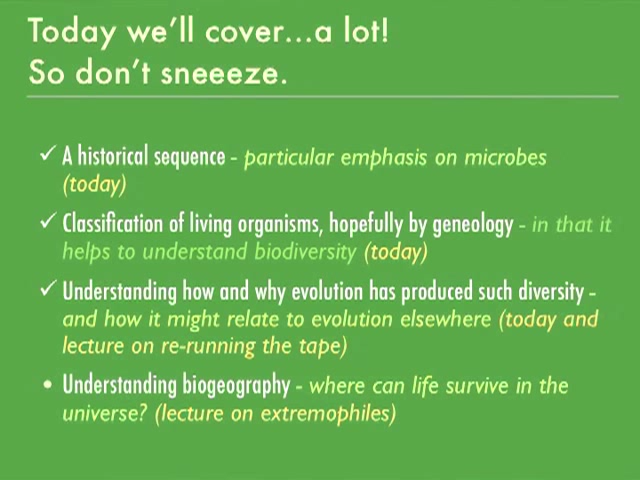 Today we'll cover...a lot!
So don't sneeeze.
✓ A historical sequence - particular emphasis on microbes
(today)
✓ Classification of living organisms, hopefully by geneology - in that it
helps to understand biodiversity (today)
✓ Understanding how and why evolution has produced such diversity -
and how it might relate to evolution elsewhere (today and
lecture on re-running the tape)
• Understanding biogeography - where can life survive in the
universe? (lecture on extremophiles)